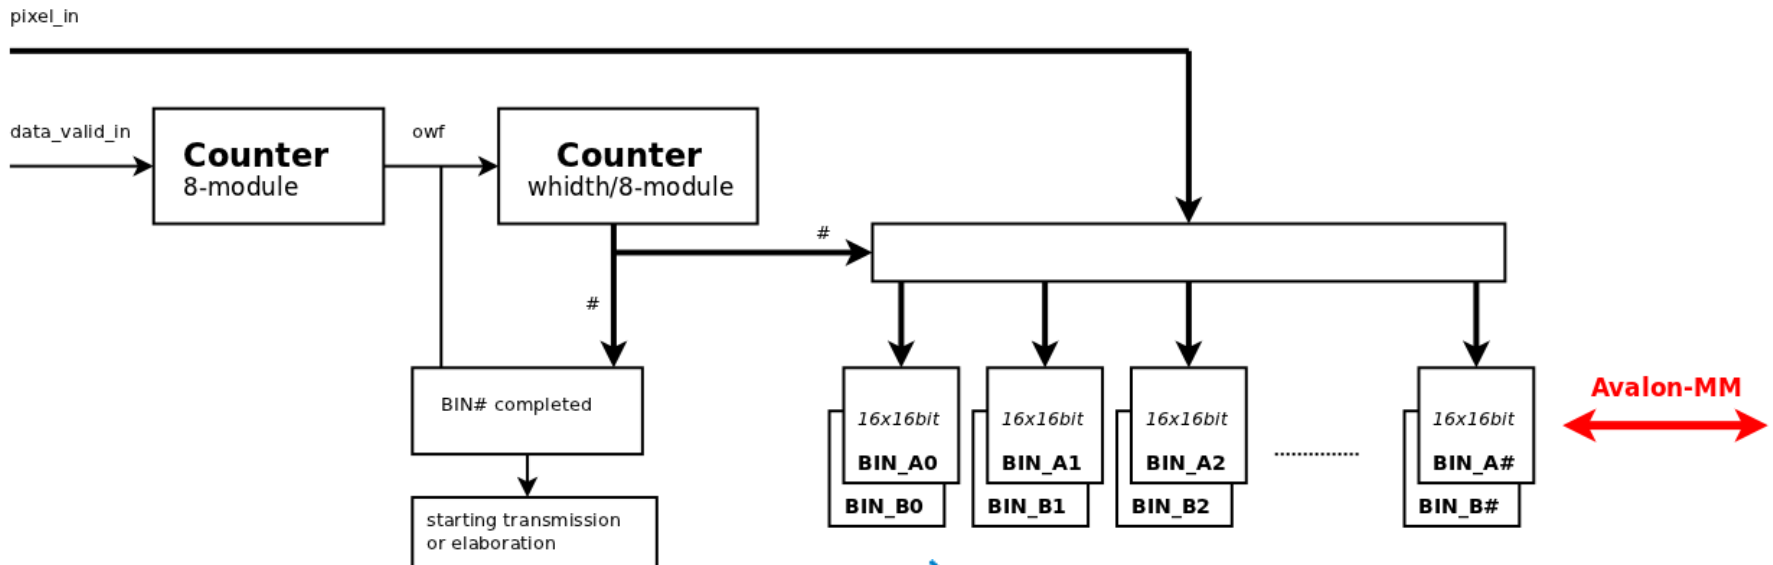 pixel_in
data_valid_in
Counter
8-module
owf
Counter
whidth/8-module
#
#
BIN# completed
starting transmission
or elaboration
16x16bit
BIN_A0
BIN_B0
16x16bit
BIN_A1
BIN_B1
16x16bit
BIN_A2
BIN_B2
16x16bit
BIN_A#
BIN_B#
Avalon-MM